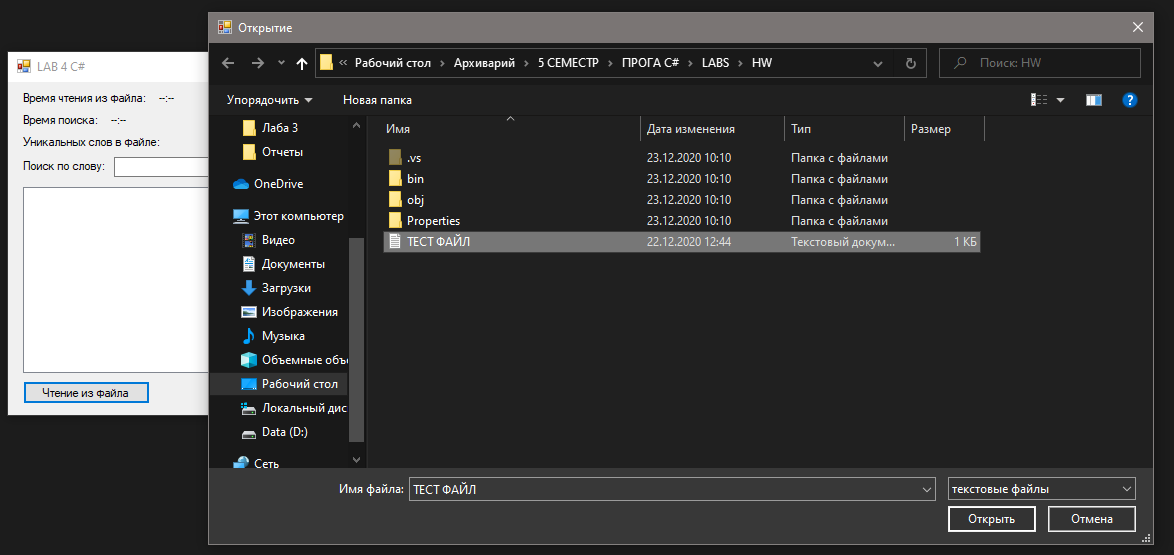 LAB 4 C#
Время чтения из файла: --:--
Время поиска: --:--
Уникальных слов в файле:
Поиск по слову:
Чтение из файла
Открытие
« Рабочий стол › Архиварий › 5 СЕМЕСТР › ПРОГА C# › LABS › HW
Поиск: HW
Упорядочить Новая папка
Лаба 3
Отчеты
OneDrive
Этот компьютер
Видео
Документы
Загрузки
Изображения
Музыка
Объемные объ
Рабочий стол
Локальный дис
Data (D:)
Сеть
Имя Дата изменения Тип Размер
.vs 23.12.2020 10:10 Папка с файлами
bin 23.12.2020 10:10 Папка с файлами
obj 23.12.2020 10:10 Папка с файлами
Properties 23.12.2020 10:10 Папка с файлами
ТЕСТ ФАЙЛ 22.12.2020 12:44 Текстовый докум... 1 КБ
Имя файла: ТЕСТ ФАЙЛ текстовые файлы
Открыть Отмена